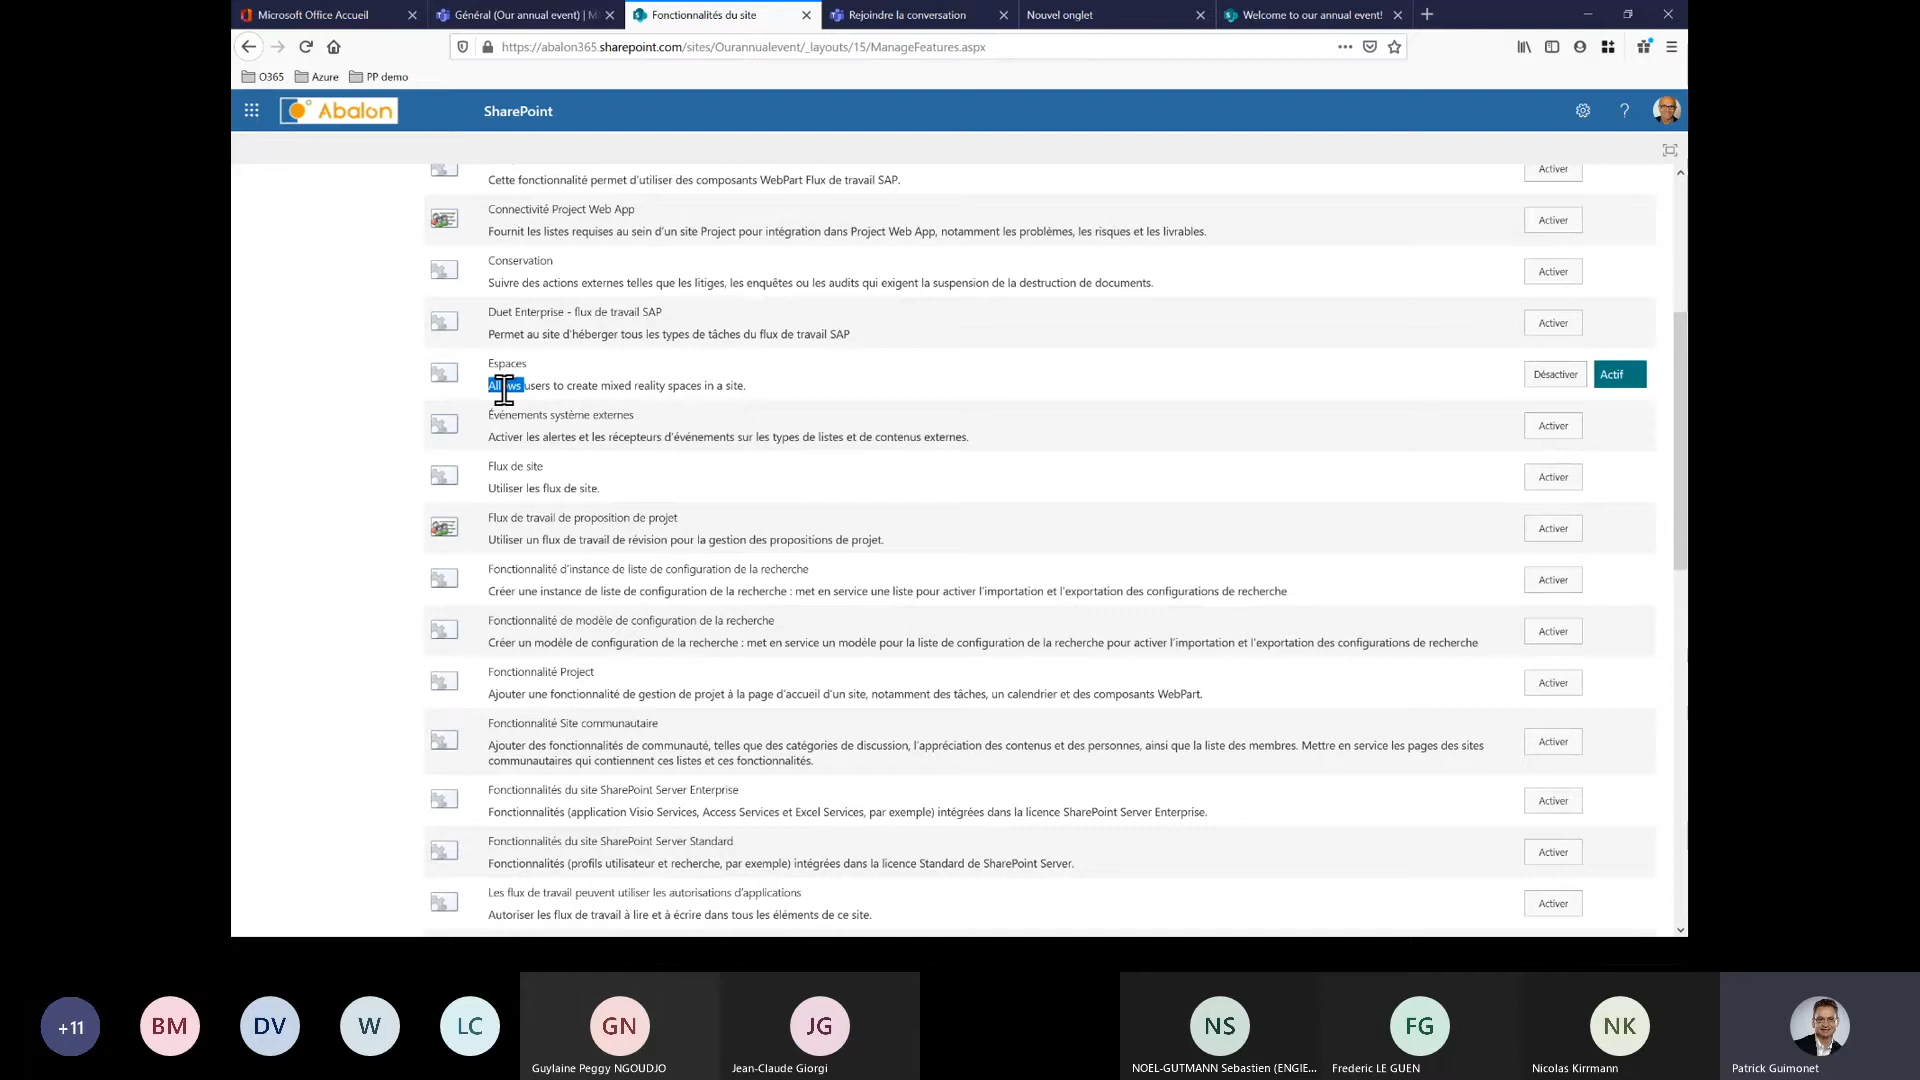 Microsoft Office Accueil
Général (Our annual event) | M
Fonctionnalités du site
Rejoindre la conversation
Nouvel onglet
Welcome to our annual event!
https://abalon365.sharepoint.com/sites/Ourannualevent/_layouts/15/ManageFeatures.aspx
O365
Azure
PP demo
Abalon
SharePoint
?
Cette fonctionnalité permet d'utiliser des composants WebPart Flux de travail SAP.
Activer
Connectivité Project Web App
Fournit les listes requises au sein d'un site Project pour intégration dans Project Web App, notamment les problèmes, les risques et les livrables.
Activer
Conservation
Suivre des actions externes telles que les litiges, les enquêtes ou les audits qui exigent la suspension de la destruction de documents.
Activer
Duet Enterprise - flux de travail SAP
Permet au site d'héberger tous les types de tâches du flux de travail SAP
Activer
Espaces
Allows users to create mixed reality spaces in a site.
Désactiver
Actif
Événements système externes
Activer les alertes et les récepteurs d'événements sur les types de listes et de contenus externes.
Activer
Flux de site
Utiliser les flux de site.
Activer
Flux de travail de proposition de projet
Utiliser un flux de travail de révision pour la gestion des propositions de projet.
Activer
Fonctionnalité d'instance de liste de configuration de la recherche
Créer une instance de liste de configuration de la recherche : met en service une liste pour activer l'importation et l'exportation des configurations de recherche
Activer
Fonctionnalité de modèle de configuration de la recherche
Créer un modèle de configuration de la recherche : met en service un modèle pour la liste de configuration de la recherche pour activer l'importation et l'exportation des configurations de recherche
Activer
Fonctionnalité Project
Ajouter une fonctionnalité de gestion de projet à la page d'accueil d'un site, notamment des tâches, un calendrier et des composants WebPart.
Activer
Fonctionnalité Site communautaire
Ajouter des fonctionnalités de communauté, telles que des catégories de discussion, l'appréciation des contenus et des personnes, ainsi que la liste des membres. Mettre en service les pages des sites
communautaires qui contiennent ces listes et ces fonctionnalités.
Activer
Fonctionnalités du site SharePoint Server Enterprise
Fonctionnalités (application Visio Services, Access Services et Excel Services, par exemple) intégrées dans la licence SharePoint Server Enterprise.
Activer
Fonctionnalités du site SharePoint Server Standard
Fonctionnalités (profils utilisateur et recherche, par exemple) intégrées dans la licence Standard de SharePoint Server.
Activer
Les flux de travail peuvent utiliser les autorisations d'applications
Autoriser les flux de travail à lire et à écrire dans tous les éléments de ce site.
Activer
+11
BM
DV
W
LC
GN
JG
NS
FG
NK
Guylaine Peggy NGOUDJO
Jean-Claude Giorgi
NOEL-GUTMANN Sebastien (ENGIE...
Frederic LE GUEN
Nicolas Kirrmann
Patrick Guimonet